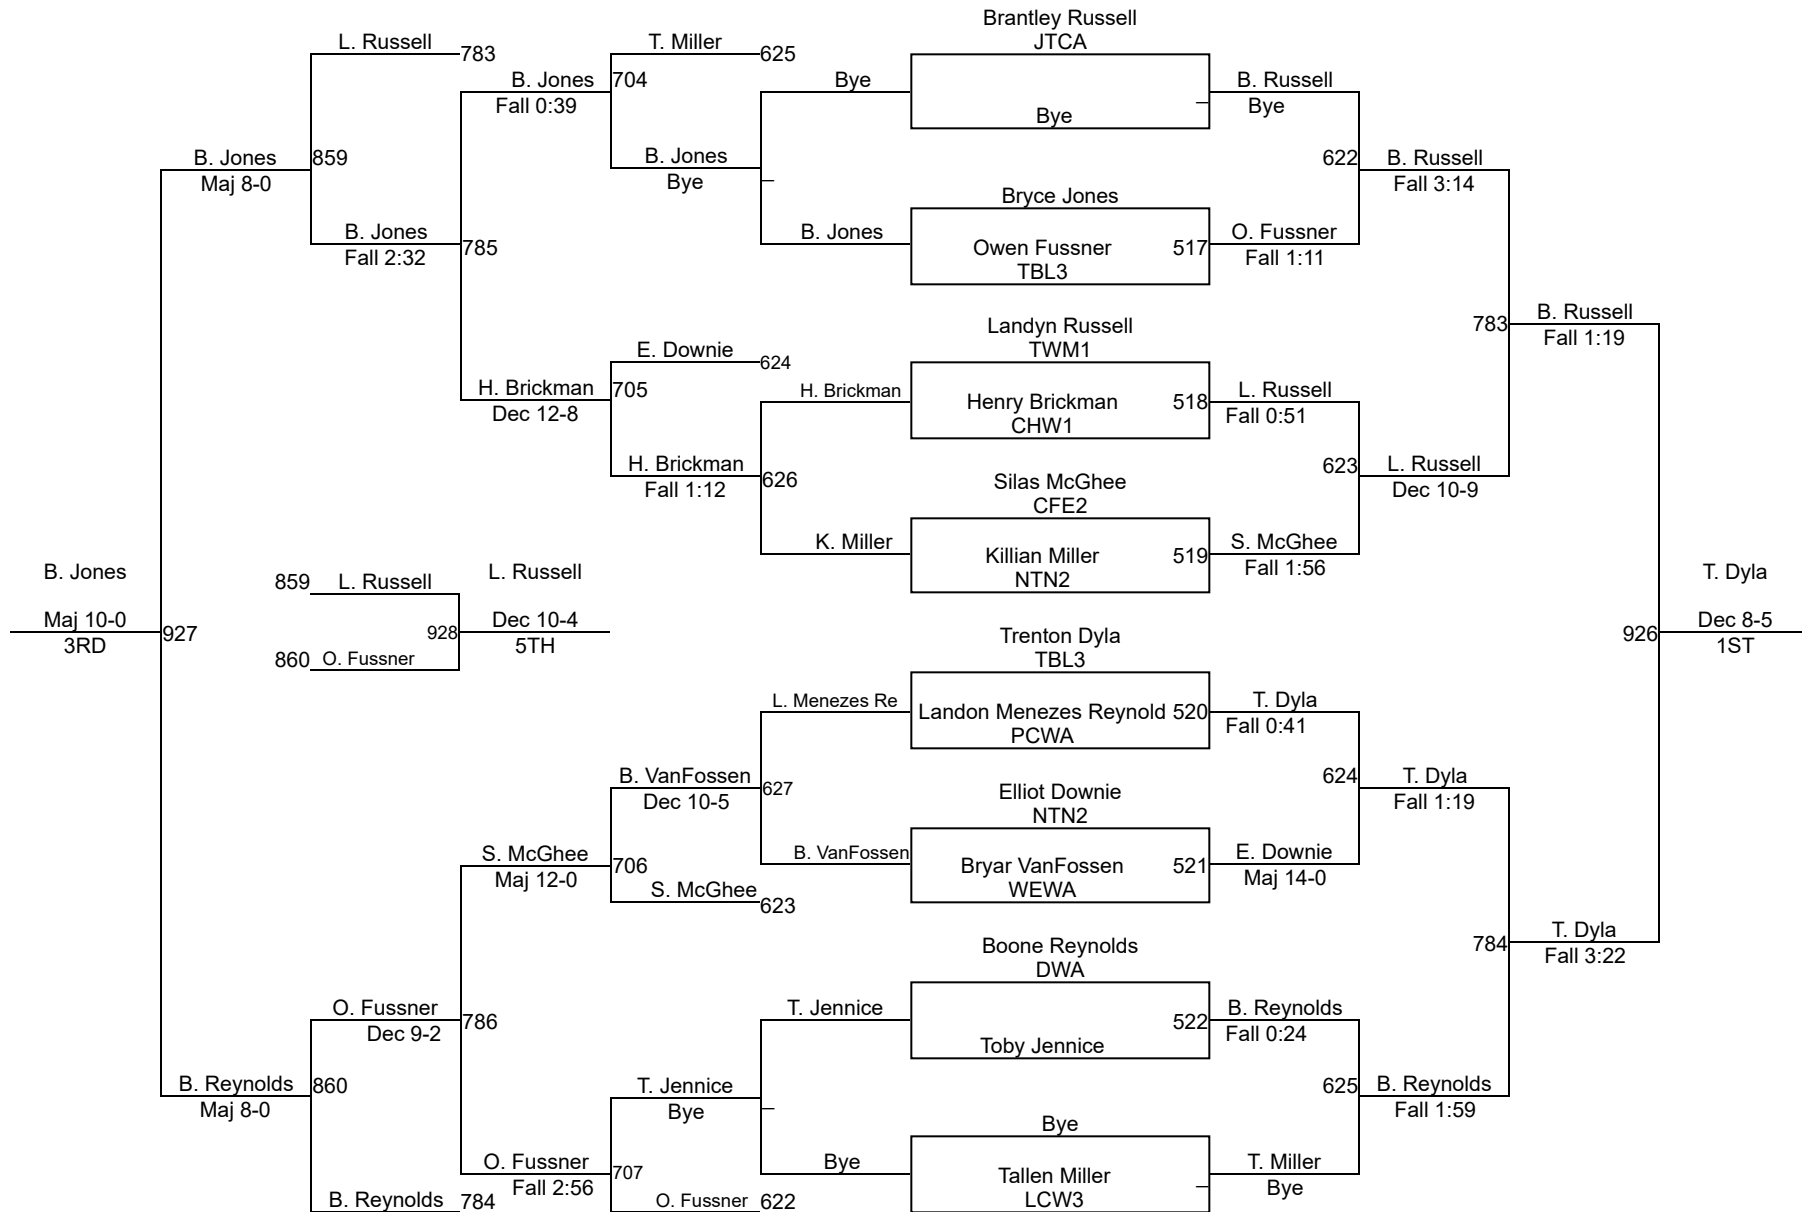 Brantley Russell
JTCA
L. Russell
783
T. Miller
625
B. Jones
704
Fall 0:39
Bye
B. Russell
Bye
Bye
B. Jones
859
Maj 8-0
B. Jones
Bye
622
B. Russell
Fall 3:14
Bryce Jones
B. Jones
Fall 2:32
785
B. Jones
Owen Fussner
517
TBL3
O. Fussner
Fall 1:11
Landyn Russell
TWM1
783
B. Russell
Fall 1:19
E. Downie
624
H. Brickman
705
Dec 12-8
H. Brickman
Henry Brickman
518
CHW1
L. Russell
Fall 0:51
H. Brickman
Fall 1:12
626
623
L. Russell
Dec 10-9
Silas McGhee
CFE2
K. Miller
Killian Miller
519
NTN2
S. McGhee
Fall 1:56
B. Jones
Maj 10-0
3RD
927
859
L. Russell
860
O. Fussner
928
L. Russell
Dec 10-4
5TH
T. Dyla
926
Dec 8-5
1ST
Trenton Dyla
TBL3
L. Menezes Re
Landon Menezes Reynold
520
PCWA
T. Dyla
Fall 0:41
B. VanFossen
Dec 10-5
627
624
T. Dyla
Fall 1:19
Elliot Downie
NTN2
S. McGhee
Maj 12-0
706
B. VanFossen
Bryar VanFossen
521
WEWA
E. Downie
Maj 14-0
S. McGhee
623
784
T. Dyla
Fall 3:22
Boone Reynolds
DWA
O. Fussner
Dec 9-2
786
T. Jennice
522
Toby Jennice
B. Reynolds
Fall 0:24
B. Reynolds
860
Maj 8-0
T. Jennice
Bye
625
B. Reynolds
Fall 1:59
Bye
O. Fussner
Fall 2:56
707
Bye
Tallen Miller
LCW3
T. Miller
Bye
B. Reynolds
784
O. Fussner
622